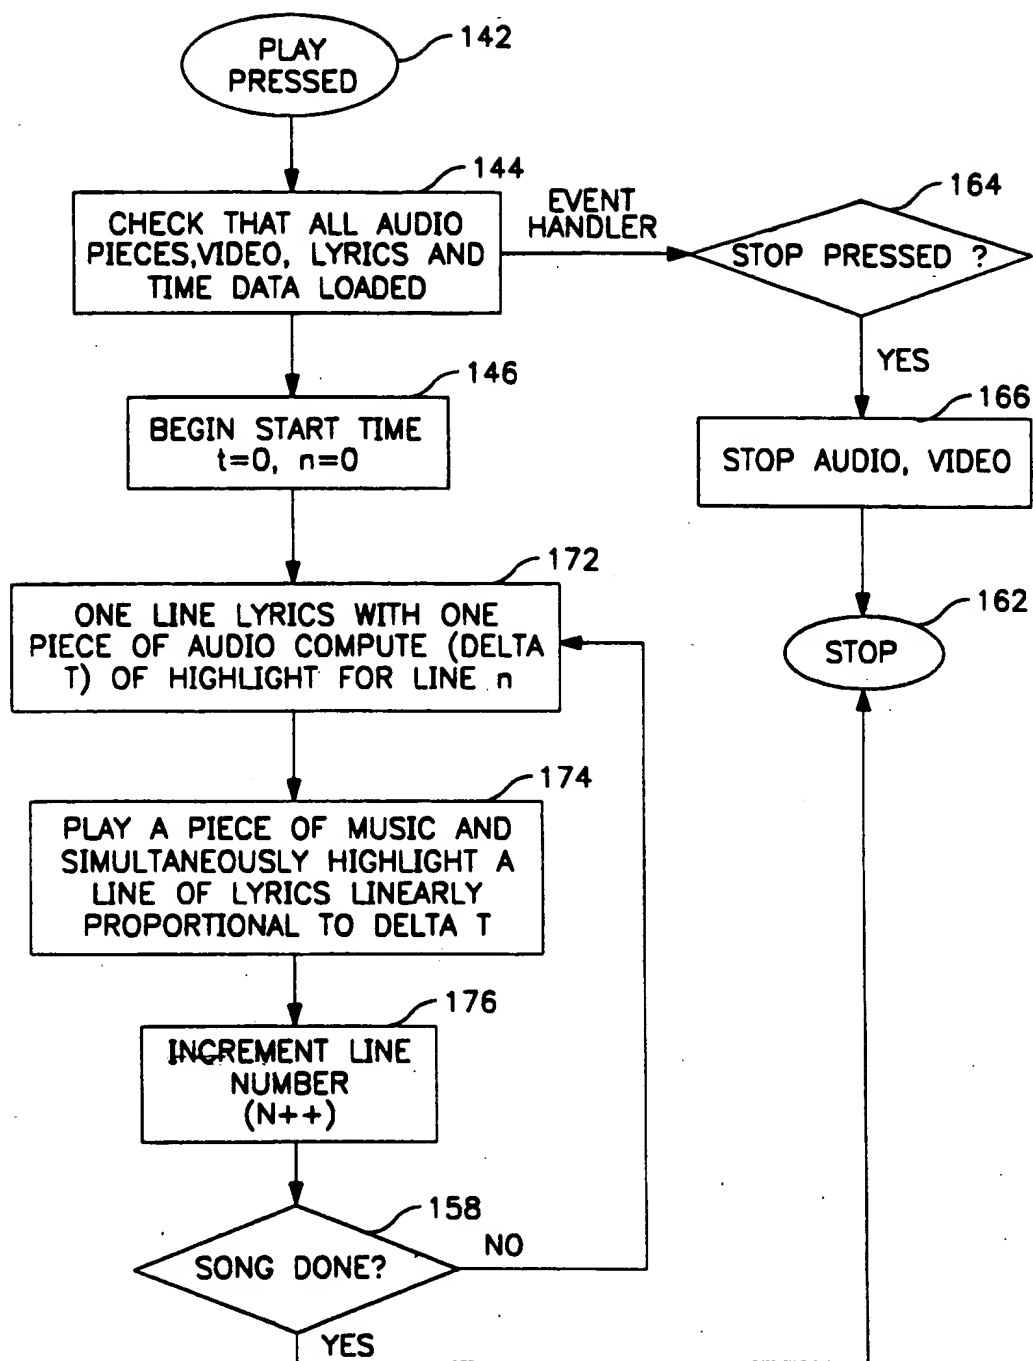 PLAY
PRESSED
142
144
CHECK THAT ALL AUDIO
PIECES,VIDEO, LYRICS AND
TIME DATA LOADED
EVENT
HANDLER
164
STOP PRESSED ?
YES
146
BEGIN START TIME
t=0, n=0
166
STOP AUDIO, VIDEO
172
ONE LINE LYRICS WITH ONE
PIECE OF AUDIO COMPUTE (DELTA
T) OF HIGHLIGHT FOR LINE n
162
STOP
174
PLAY A PIECE OF MUSIC AND
SIMULTANEOUSLY HIGHLIGHT A
LINE OF LYRICS LINEARLY
PROPORTIONAL TO DELTA T
176
INCREMENT LINE
NUMBER
(N++)
158
SONG DONE?
NO
YES